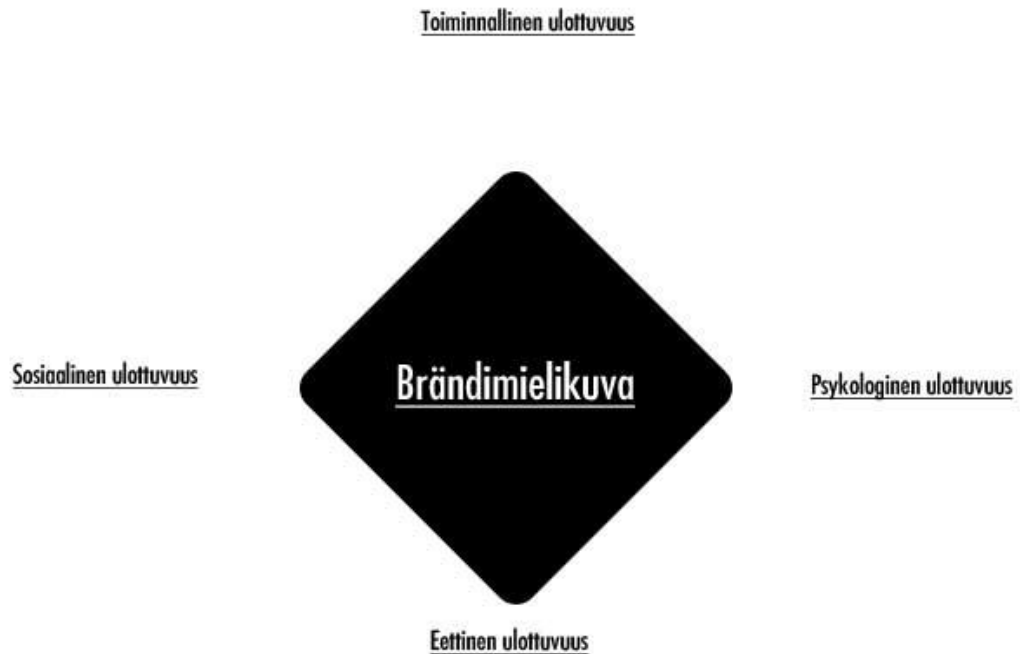 Toiminnallinen ulottuvuus
Sosiaalinen ulottuvuus
Brändimielikuva
Psykologinen ulottuvuus
Eettinen ulottuvuus